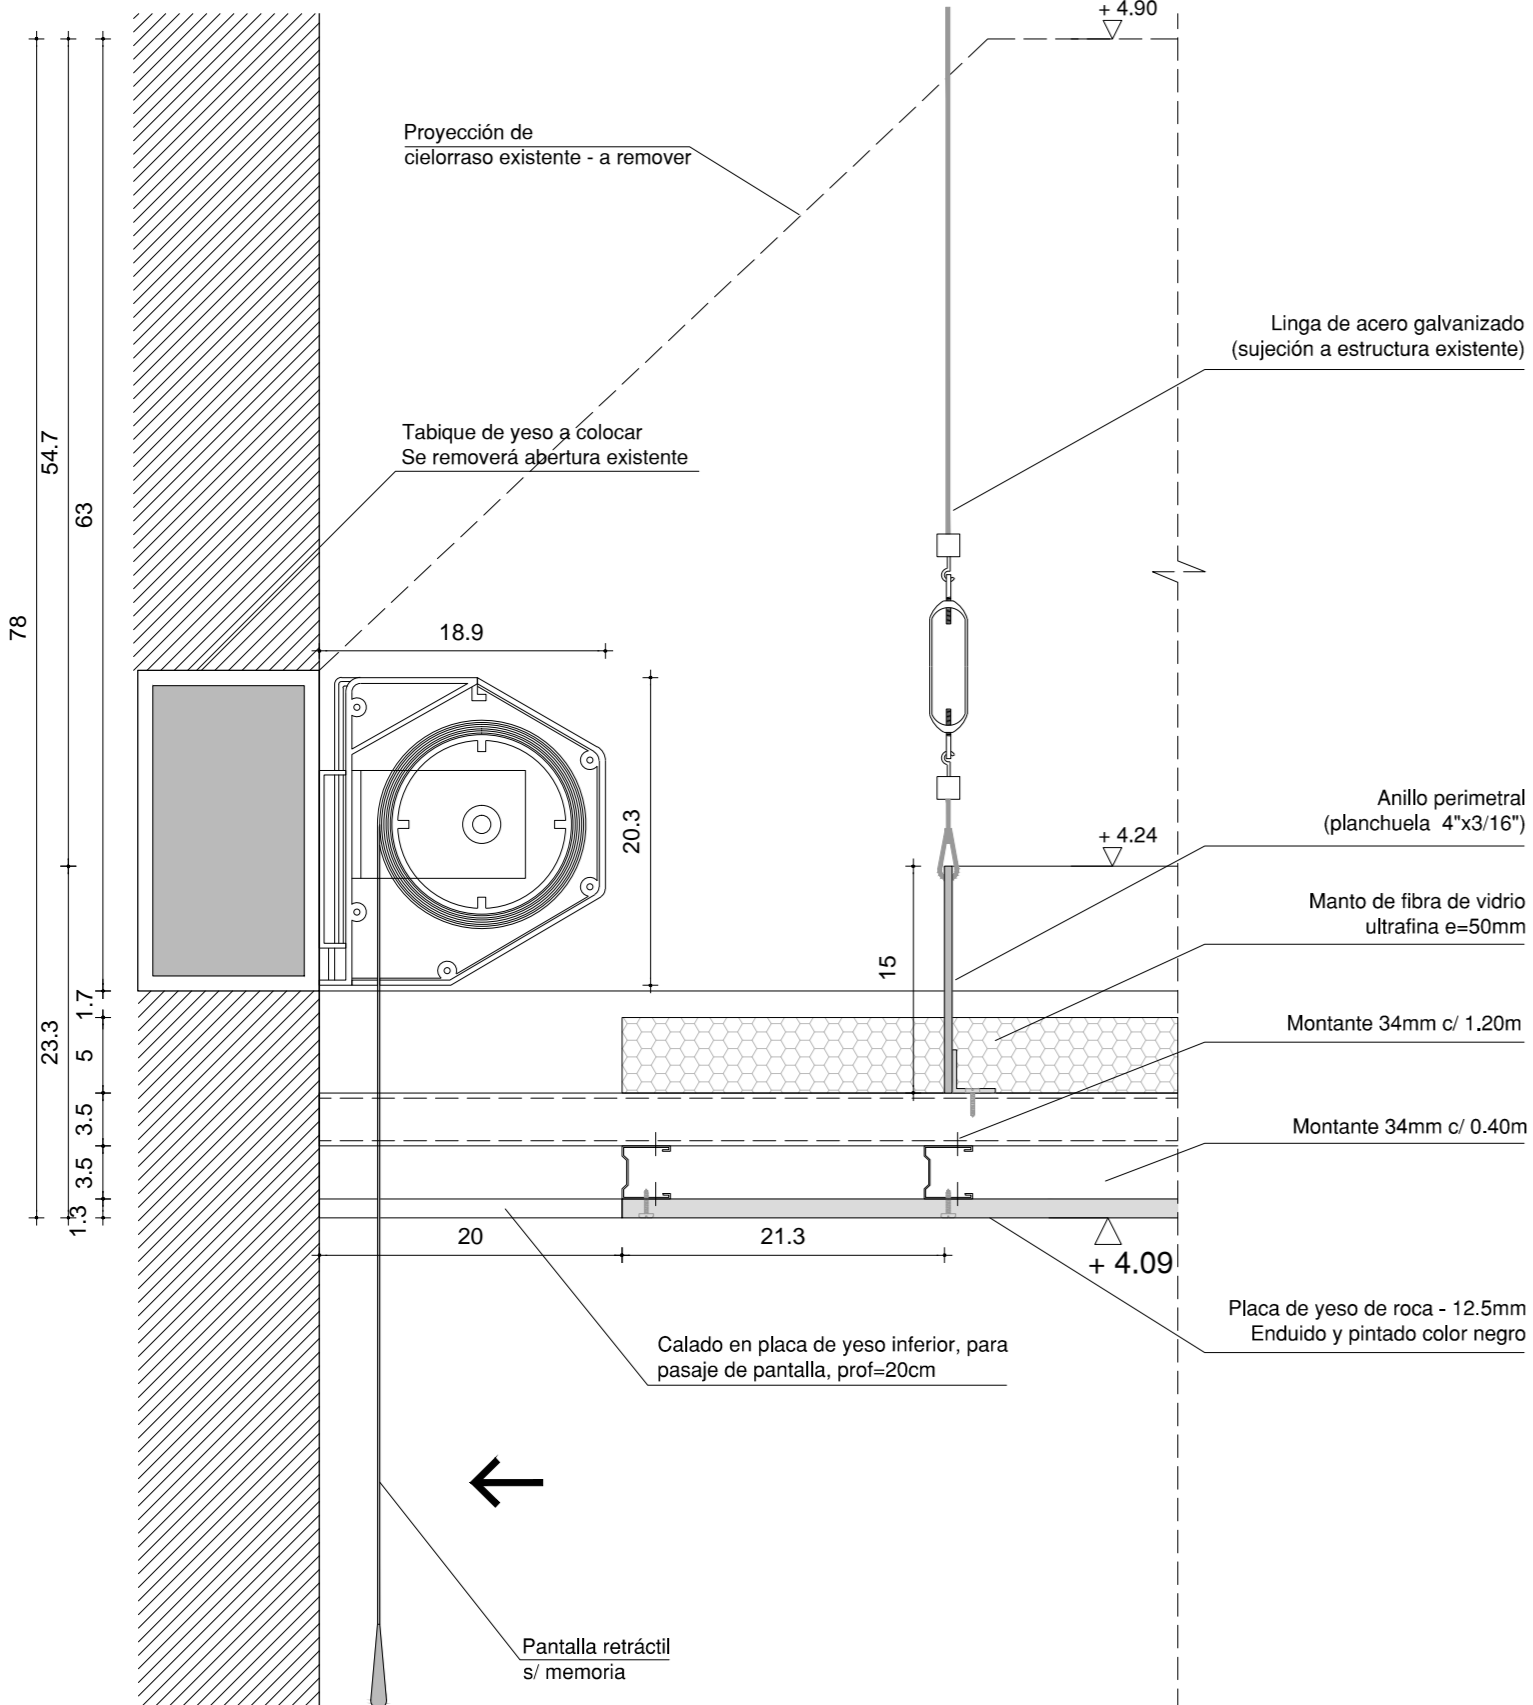 + 4.90
Proyección de
cielorraso existente - a remover
Linga de acero galvanizado
(sujeción a estructura existente)
Tabique de yeso a colocar
Se removerá abertura existente
54.7
63
78
18.9
20.3
Anillo perimetral
(planchuela 4"x3/16")
+ 4.24
Manto de fibra de vidrio
ultrafina e=50mm
15
1.7
23.3
5
Montante 34mm c/ 1.20m
3.5
Montante 34mm c/ 0.40m
3.5
1.3
20
21.3
+ 4.09
Placa de yeso de roca - 12.5mm
Enduido y pintado color negro
Calado en placa de yeso inferior, para
pasaje de pantalla, prof=20cm
Pantalla retráctil
s/ memoria